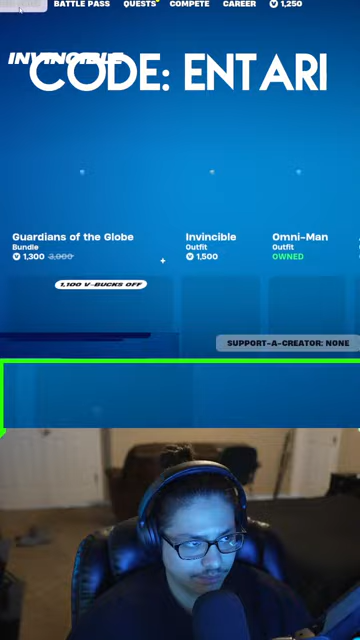 BATTLE PASS QUESTS COMPETE CAREER 1,250
INVINCIBLE
CODE: ENTARI
Guardians of the Globe
Bundle
1,300 3,000
Invincible
Outfit
1,500
Omni-Man
Outfit
OWNED
1,100 V-BUCKS OFF
SUPPORT-A-CREATOR: NONE